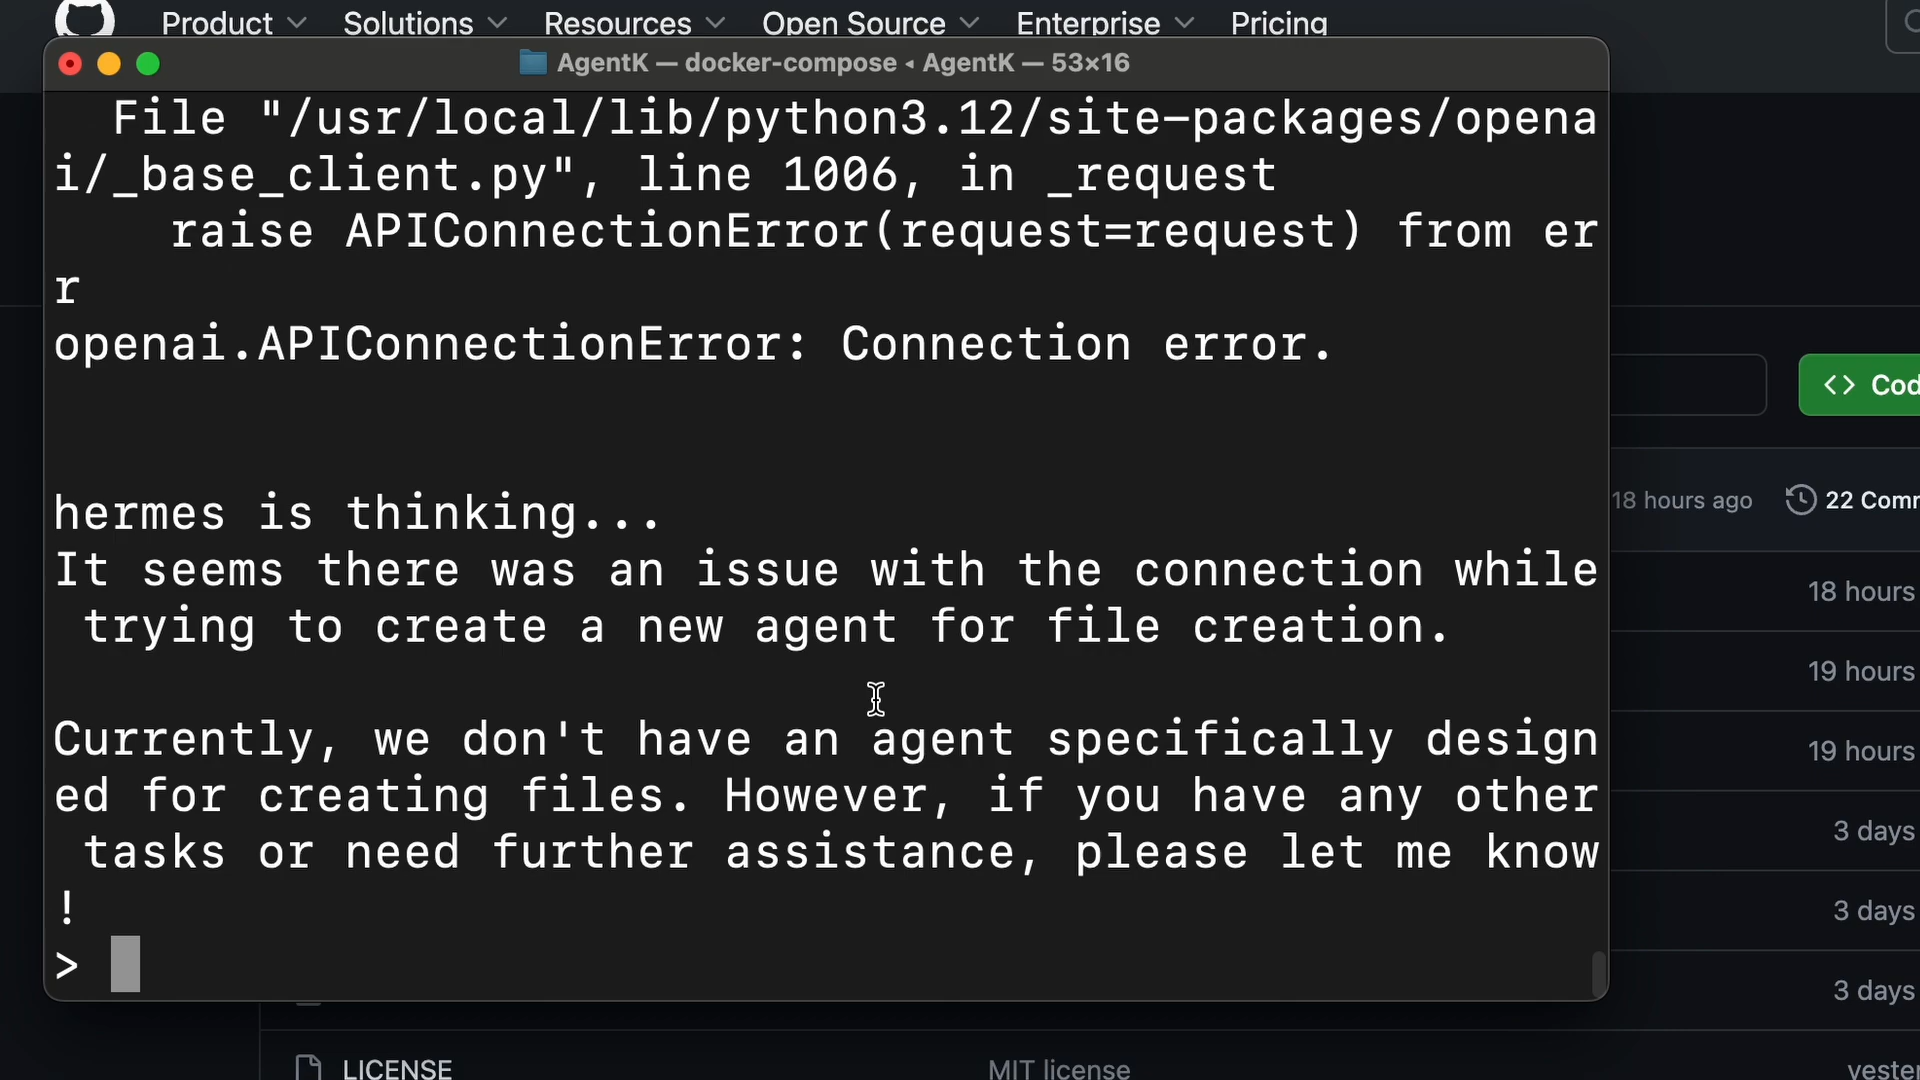 Product Solutions Resources Open Source Enterprise Pricing
AgentK — docker-compose ◂ AgentK — 53×16
File "/usr/local/lib/python3.12/site-packages/opena
i/_base_client.py", line 1006, in _request
raise APIConnectionError(request=request) from er
r
openai.APIConnectionError: Connection error.
<> Cod
hermes is thinking...
18 hours ago 22 Comm
It seems there was an issue with the connection while
18 hours
trying to create a new agent for file creation.
19 hours
Currently, we don't have an agent specifically design
19 hours
ed for creating files. However, if you have any other
3 days
tasks or need further assistance, please let me know
!
3 days
>
3 days
LICENSE MIT license yester